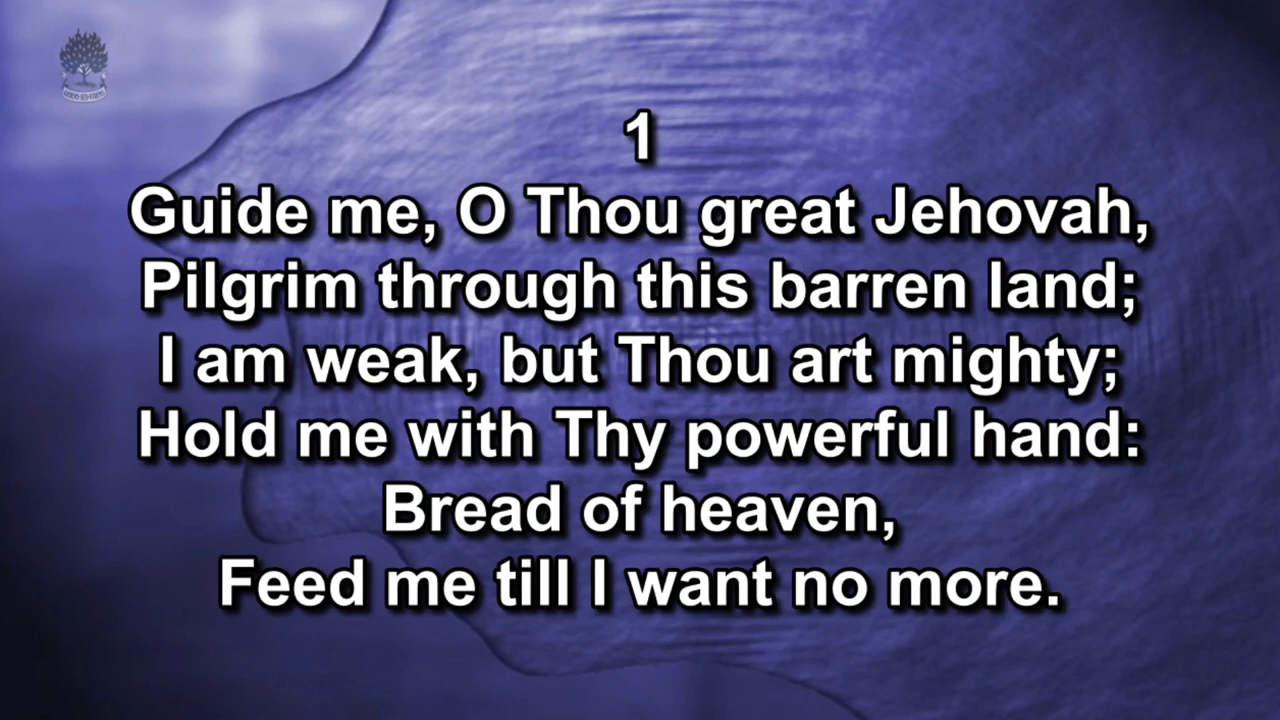 1
Guide me, O Thou great Jehovah,
Pilgrim through this barren land;
I am weak, but Thou art mighty;
Hold me with Thy powerful hand:
Bread of heaven,
Feed me till I want no more.